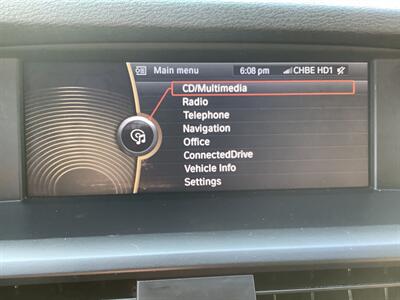 Main menu 6:08 pm CHBE HD1
CD/Multimedia
Radio
Telephone
Navigation
Office
ConnectedDrive
Vehicle Info
Settings